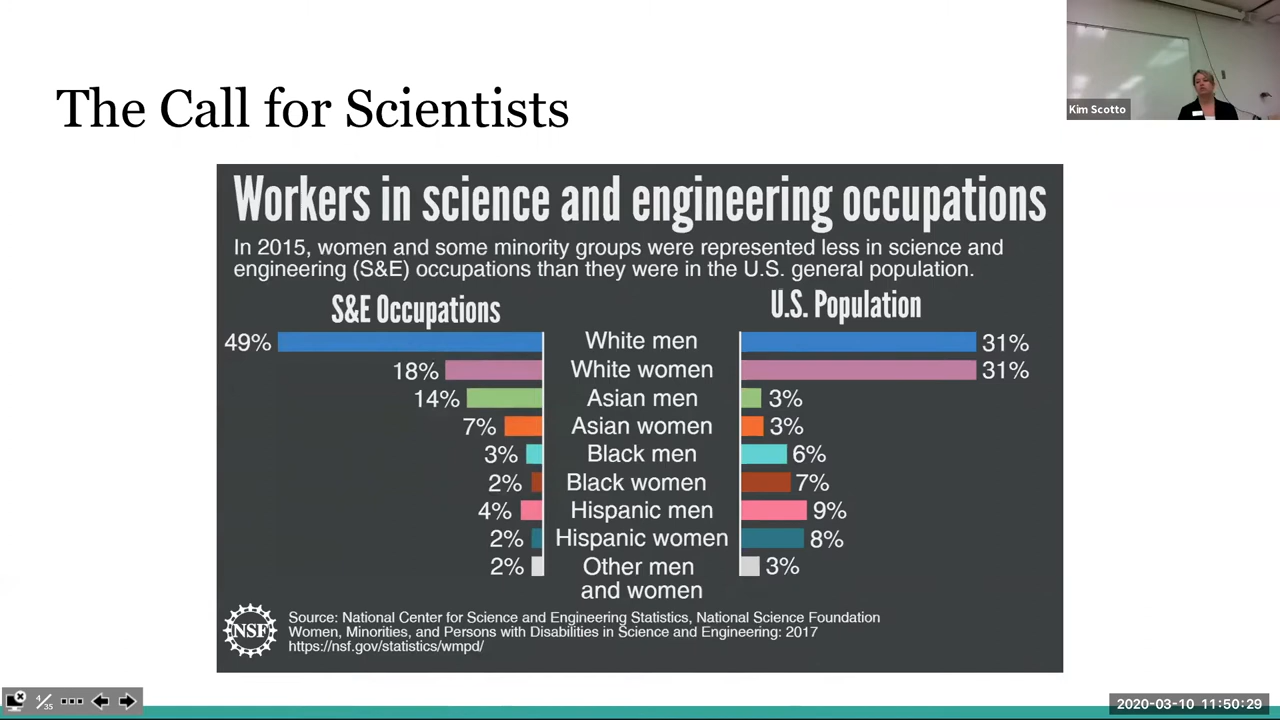 The Call for Scientists
Kim Scotto
Workers in science and engineering occupations
In 2015, women and some minority groups were represented less in science and
engineering (S&E) occupations than they were in the U.S. general population.
S&E Occupations
U.S. Population
49% White men 31%
18% White women 31%
14% Asian men 3%
7% Asian women 3%
3% Black men 6%
2% Black women 7%
4% Hispanic men 9%
2% Hispanic women 8%
2% Other men 3%
and women
NSF
Source: National Center for Science and Engineering Statistics, National Science Foundation
Women, Minorities, and Persons with Disabilities in Science and Engineering: 2017
https://nsf.gov/statistics/wmpd/
4/35
2020-03-10 11:50:29